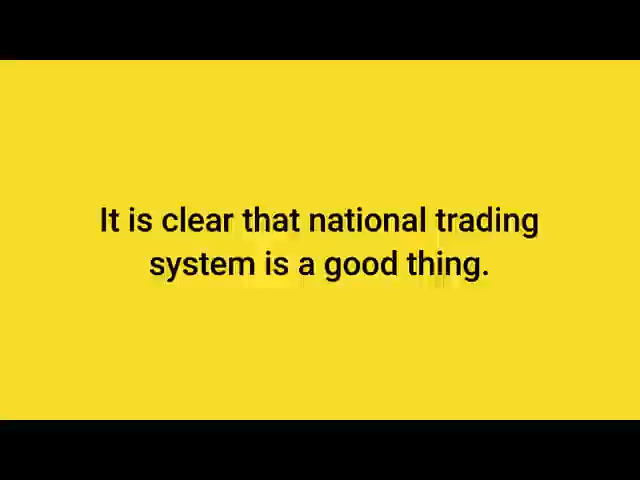 It is clear that national trading
system is a good thing.